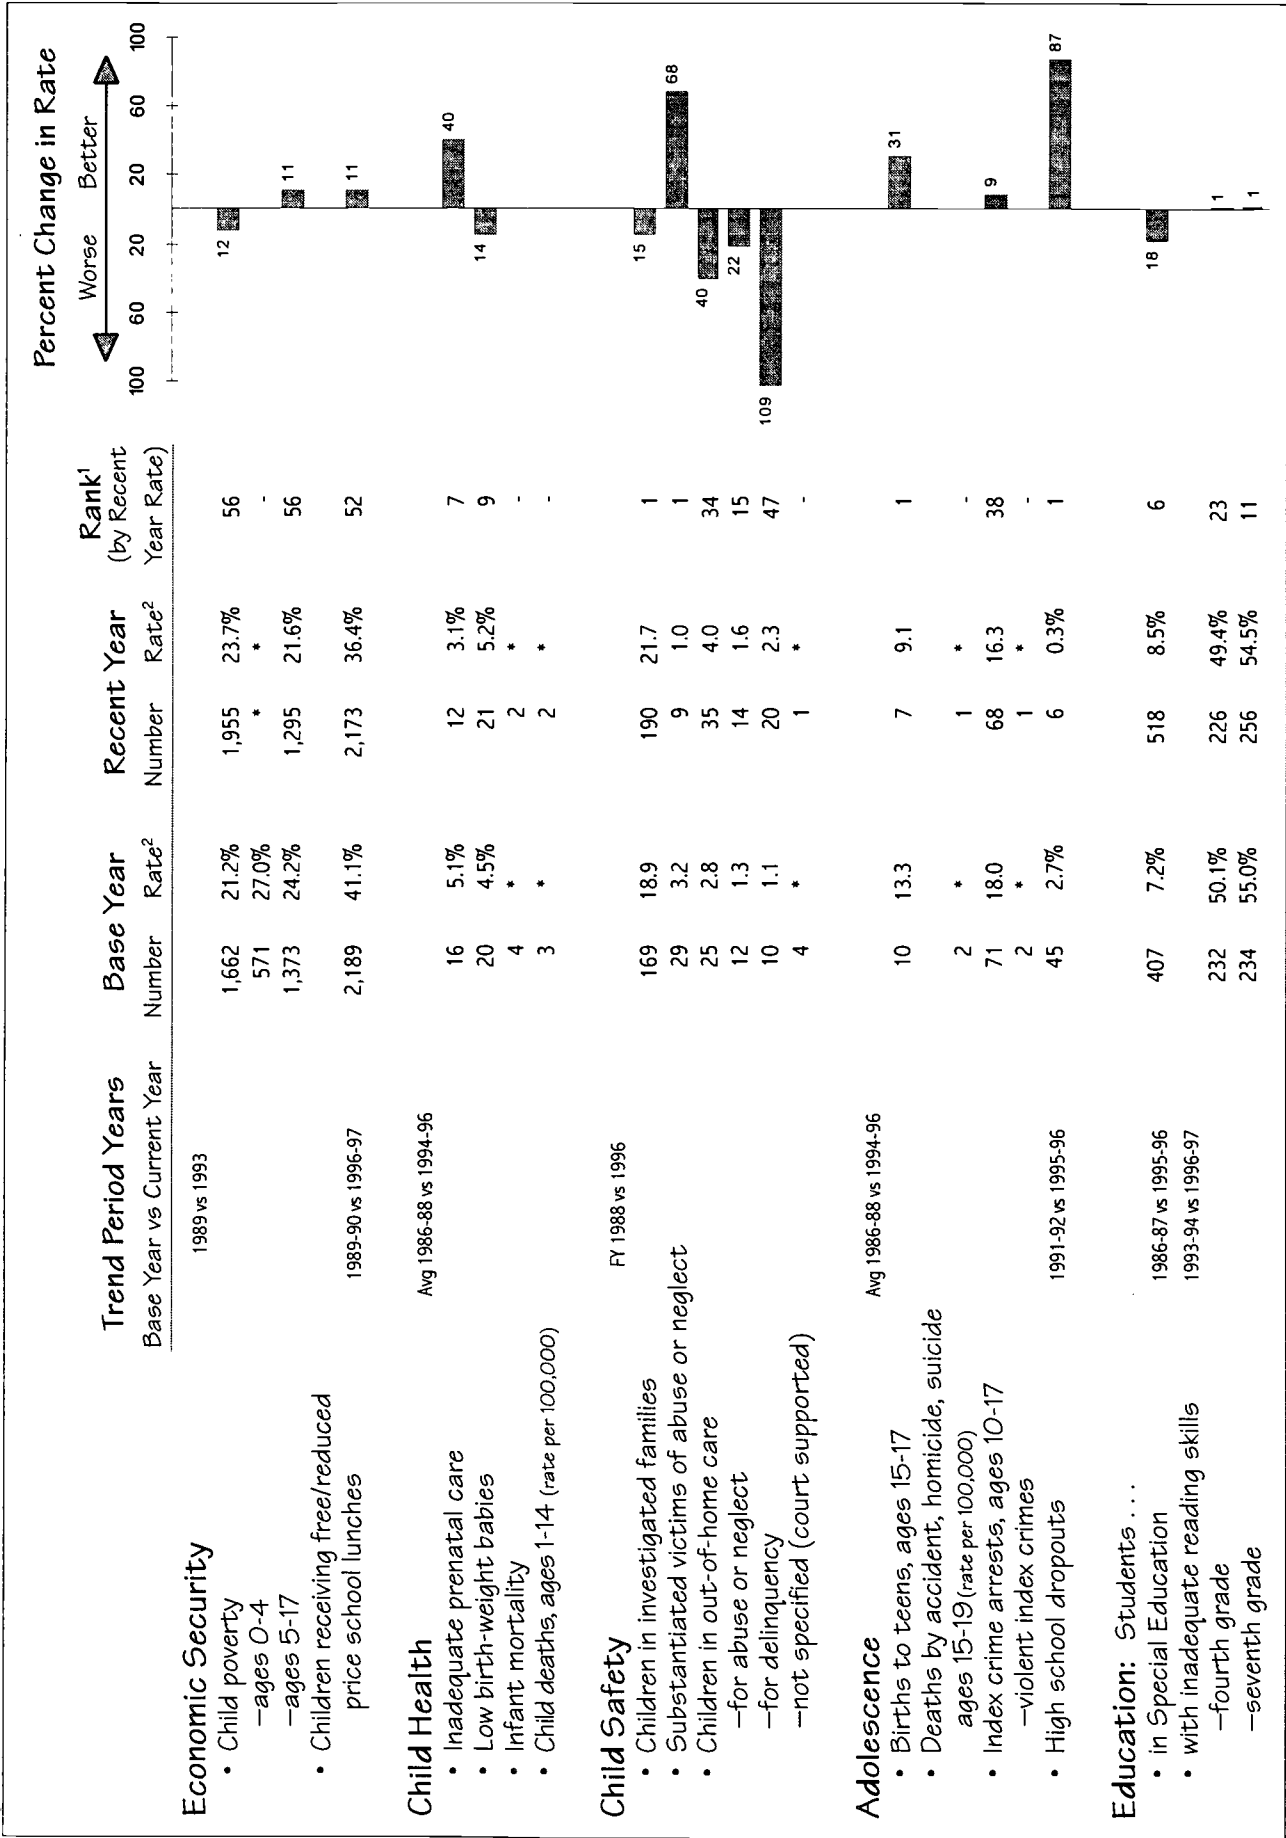 Trend Period Years Base Year Recent Year Rank¹ Percent Change in Rate
Base Year vs Current Year Number Rate² Number Rate² (by Recent Year Rate) Worse Better
100 60 20 20 60 100
Economic Security
1989 vs 1993
• Child poverty 1,662 21.2% 1,955 23.7% 56 12
–ages 0-4 571 27.0% * * -
–ages 5-17 1,373 24.2% 1,295 21.6% 56 11
• Children receiving free/reduced
price school lunches 1989-90 vs 1996-97 2,189 41.1% 2,173 36.4% 52 11
Child Health
Avg 1986-88 vs 1994-96
• Inadequate prenatal care 16 5.1% 12 3.1% 7 40
• Low birth-weight babies 20 4.5% 21 5.2% 9 14
• Infant mortality 4 * 2 * -
• Child deaths, ages 1-14 (rate per 100,000) 3 * 2 * -
Child Safety
FY 1988 vs 1996
• Children in investigated families 169 18.9 190 21.7 1 15
• Substantiated victims of abuse or neglect 29 3.2 9 1.0 1 68
• Children in out-of-home care 25 2.8 35 4.0 34 40
–for abuse or neglect 12 1.3 14 1.6 15 22
–for delinquency 10 1.1 20 2.3 47 109
–not specified (court supported) 4 * 1 * -
Adolescence
Avg 1986-88 vs 1994-96
• Births to teens, ages 15-17 10 13.3 7 9.1 1 31
• Deaths by accident, homicide, suicide
ages 15-19 (rate per 100,000) 2 * 1 * -
• Index crime arrests, ages 10-17 71 18.0 68 16.3 38 9
–violent index crimes 2 * 1 * -
• High school dropouts 1991-92 vs 1995-96 45 2.7% 6 0.3% 1 87
Education: Students . . . .
• in Special Education 1986-87 vs 1995-96 407 7.2% 518 8.5% 6 18
• with inadequate reading skills 1993-94 vs 1996-97
–fourth grade 232 50.1% 226 49.4% 23 1
–seventh grade 234 55.0% 256 54.5% 11 1